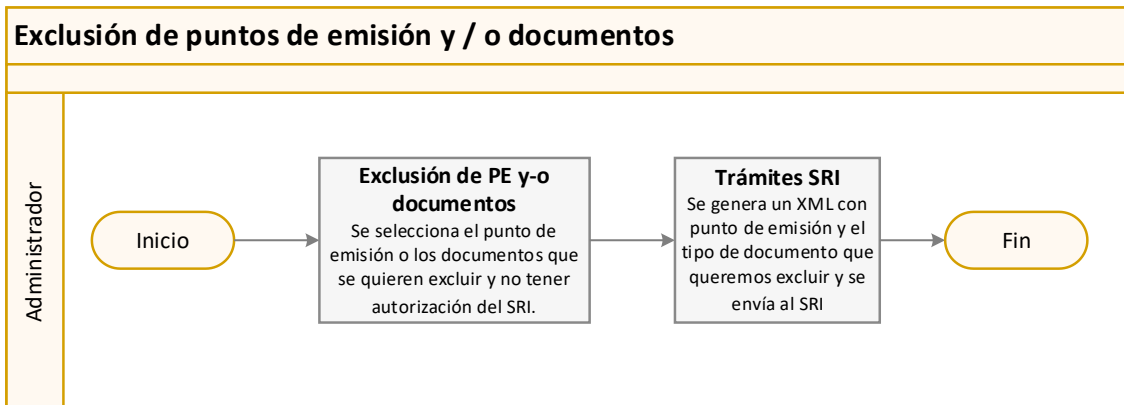 Exclusión de puntos de emisión y / o documentos
Administrador
Inicio
Exclusión de PE y-o
documentos
Se selecciona el punto de
emisión o los documentos que
se quieren excluir y no tener
autorización del SRI.
Trámites SRI
Se genera un XML con
punto de emisión y el
tipo de documento que
queremos excluir y se
envía al SRI
Fin